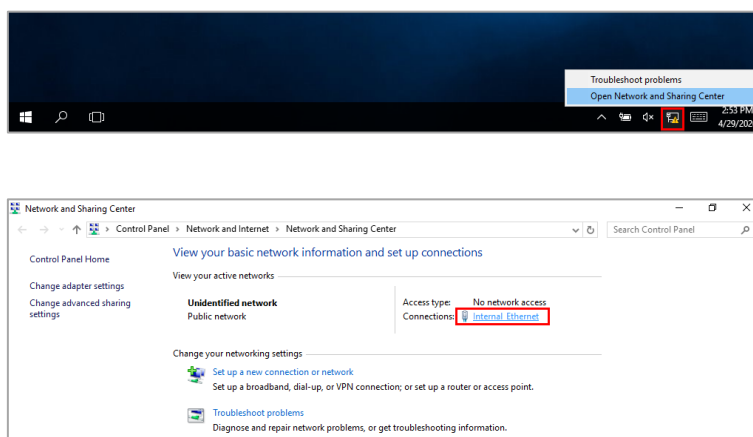 Troubleshoot problems
Open Network and Sharing Center
2:53 PM
4/29/202
Network and Sharing Center
Control Panel > Network and Internet > Network and Sharing Center
Search Control Panel
Control Panel Home
Change adapter settings
Change advanced sharing
settings
View your basic network information and set up connections
View your active networks
Unidentified network
Public network
Access type: No network access
Connections: Internal Ethernet
Change your networking settings
Set up a new connection or network
Set up a broadband, dial-up, or VPN connection; or set up a router or access point.
Troubleshoot problems
Diagnose and repair network problems, or get troubleshooting information.